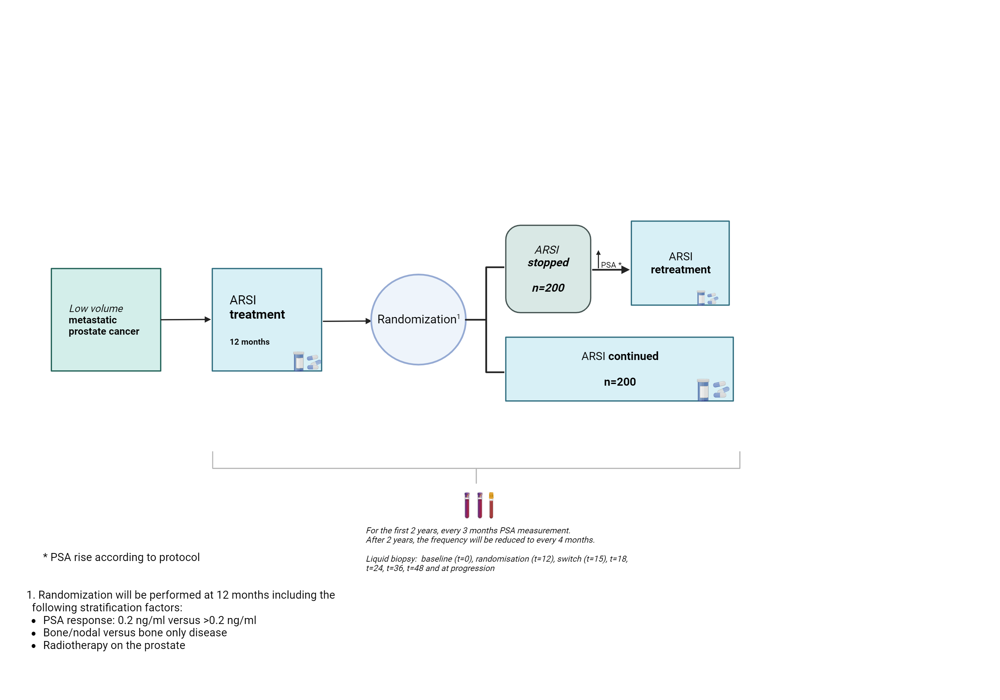 Low volume
metastatic
prostate cancer
ARSI
treatment
12 months
Randomization¹
ARSI
stopped
n=200
PSA *
ARSI
retreatment
ARSI continued
n=200
For the first 2 years, every 3 months PSA measurement.
After 2 years, the frequency will be reduced to every 4 months.
Liquid biopsy:  baseline (t=0), randomisation (t=12), switch (t=15), t=18,
t=24, t=36, t=48 and at progression
* PSA rise according to protocol
1. Randomization will be performed at 12 months including the
following stratification factors:
• PSA response: 0.2 ng/ml versus >0.2 ng/ml
• Bone/nodal versus bone only disease
• Radiotherapy on the prostate